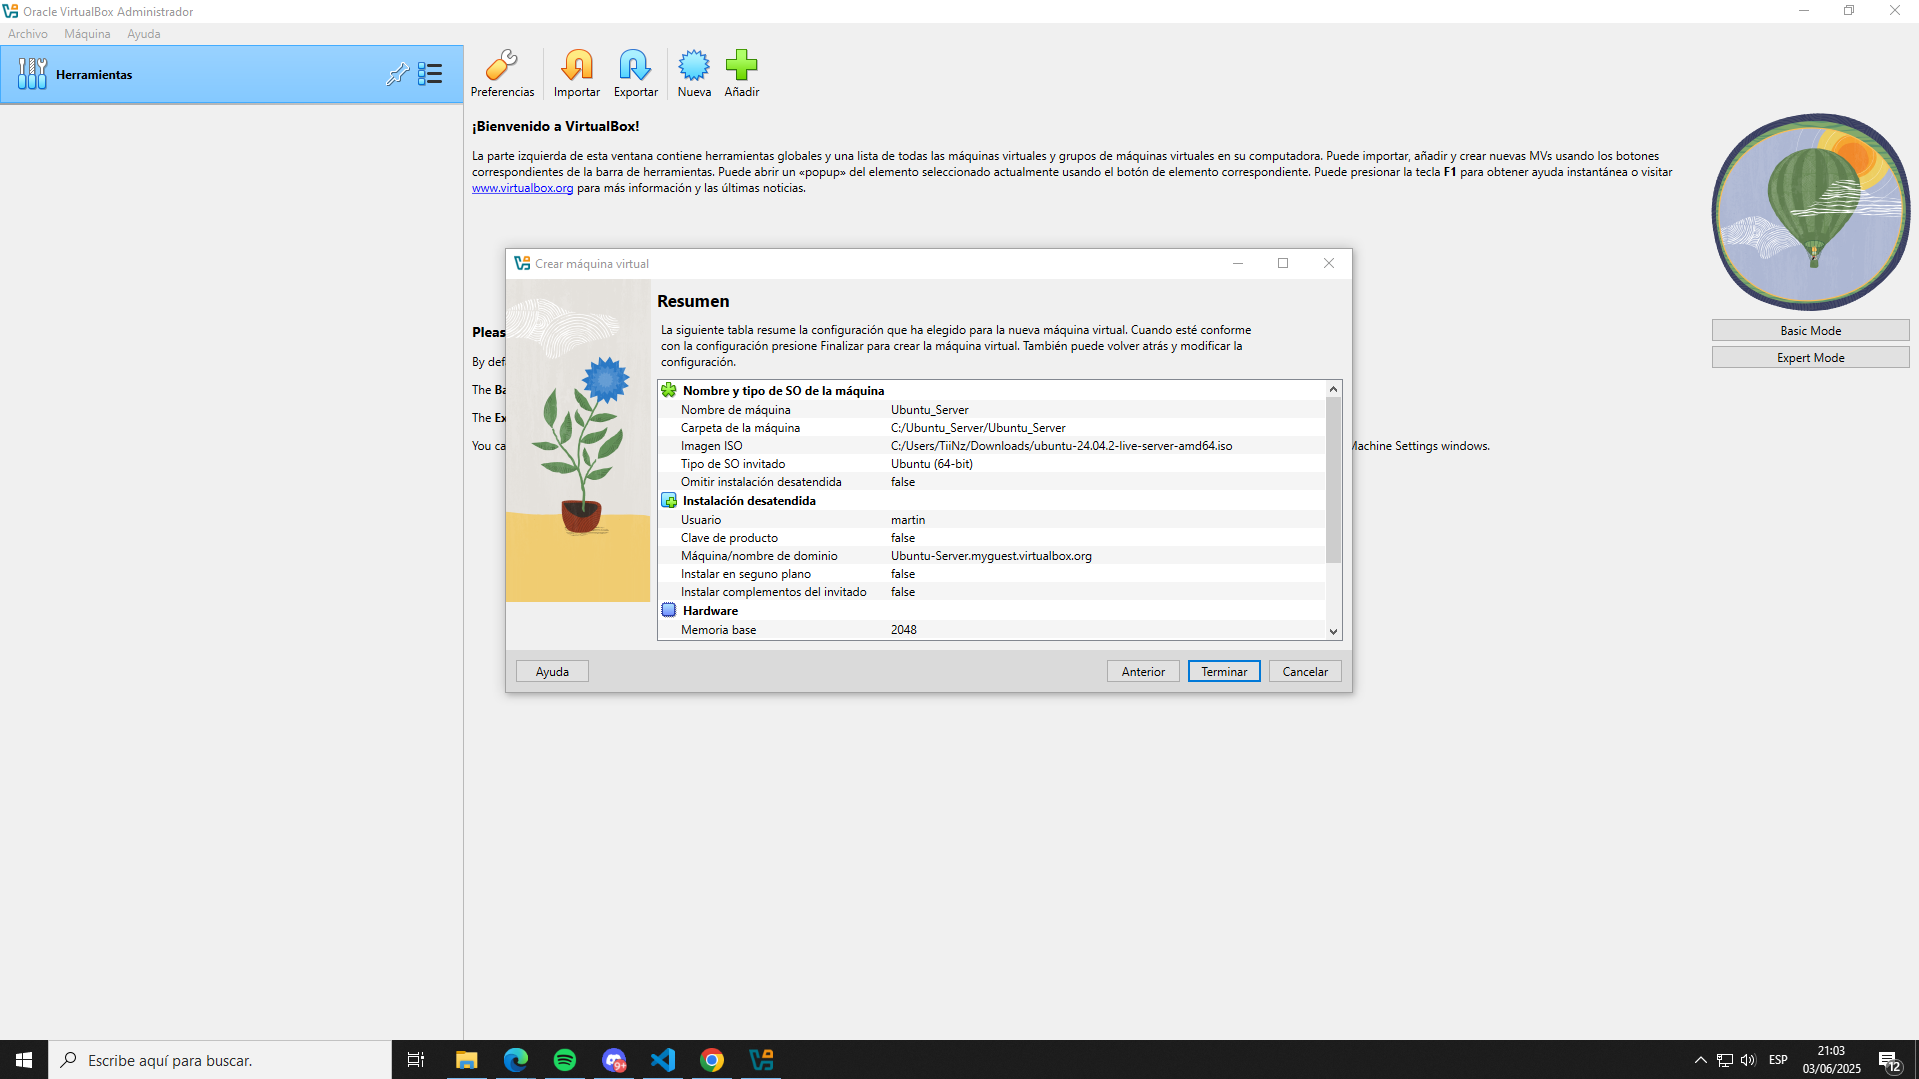 Oracle VirtualBox Administrador
Archivo Máquina Ayuda
Herramientas
Preferencias
Importar
Exportar
Nueva
Añadir
¡Bienvenido a VirtualBox!
La parte izquierda de esta ventana contiene herramientas globales y una lista de todas las máquinas virtuales y grupos de máquinas virtuales en su computadora. Puede importar, añadir y crear nuevas MVs usando los botones
correspondientes de la barra de herramientas. Puede abrir un «popup» del elemento seleccionado actualmente usando el botón de elemento correspondiente. Puede presionar la tecla F1 para obtener ayuda instantánea o visitar
www.virtualbox.org para más información y las últimas noticias.
Pleas
By def
The Ba
The Ex
You ca
Machine Settings windows.
Basic Mode
Expert Mode
Crear máquina virtual
Resumen
La siguiente tabla resume la configuración que ha elegido para la nueva máquina virtual. Cuando esté conforme
con la configuración presione Finalizar para crear la máquina virtual. También puede volver atrás y modificar la
configuración.
Nombre y tipo de SO de la máquina
Nombre de máquina Ubuntu_Server
Carpeta de la máquina C:/Ubuntu_Server/Ubuntu_Server
Imagen ISO C:/Users/TiiNz/Downloads/ubuntu-24.04.2-live-server-amd64.iso
Tipo de SO invitado Ubuntu (64-bit)
Omitir instalación desatendida false
Instalación desatendida
Usuario martin
Clave de producto false
Máquina/nombre de dominio Ubuntu-Server.myguest.virtualbox.org
Instalar en seguno plano false
Instalar complementos del invitado false
Hardware
Memoria base 2048
Ayuda
Anterior
Terminar
Cancelar
Escribe aquí para buscar.
9+
ESP
21:03
03/06/2025
12